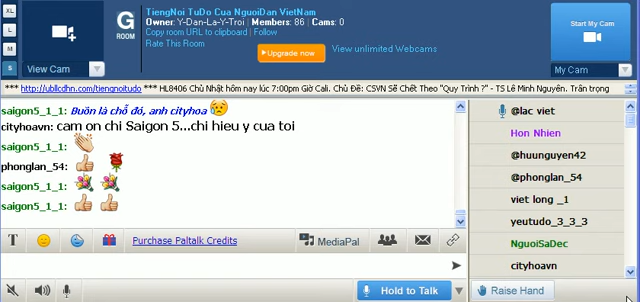 XL
L
M
S
View Cam
G
ROOM
TiengNoi TuDo Cua NguoiDan VietNam
Owner: Y-Dan-La-Y-Troi | Members: 86 | Cams: 0
Copy room URL to clipboard | Follow
Rate This Room
Upgrade now
View unlimited Webcams
Start My Cam
My Cam
*** http://ubllcdhn.com/tiengnoitudo *** HL8406 Chủ Nhật hôm nay lúc 7:00pm Giờ Cali. Chủ Đề: CSVN Sẽ Chết Theo "Quy Trình ?" - TS Lê Minh Nguyên. Trân trọng
saigon5_1_1: Buồn là chỗ đó, anh cityhoa
cityhoavn: cam on chi Saigon 5...chi hieu y cua toi
saigon5_1_1:
phonglan_54:
saigon5_1_1:
saigon5_1_1:
@lac viet
Hon Nhien
@huunguyen42
@phonglan_54
viet long _1
yeutudo_3_3_3
NguoiSaDec
cityhoavn
T
Purchase Paltalk Credits
MediaPal
Hold to Talk
Raise Hand